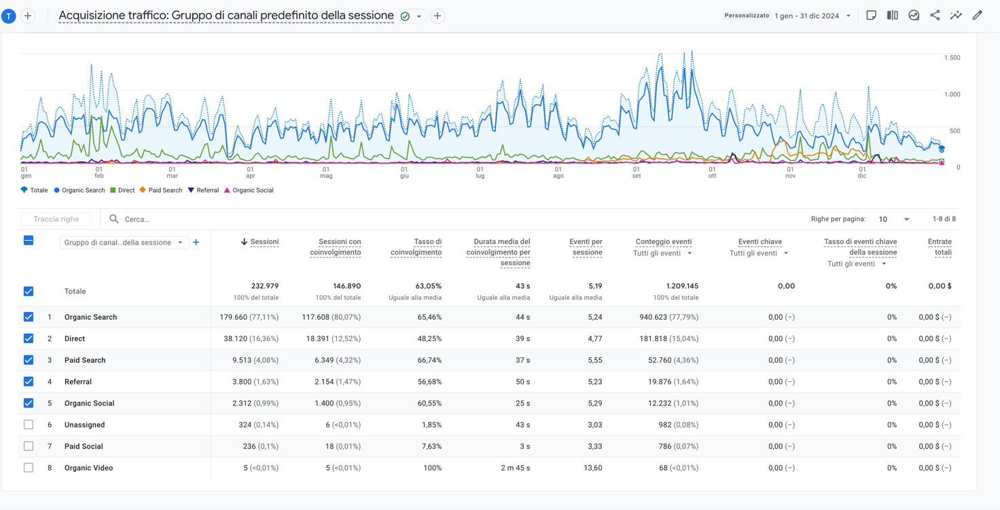 T
Acquisizione traffico: Gruppo di canali predefinito della sessione
Personalizzato 1 gen - 31 dic 2024
1.500
1.000
500
0
01 01 01 01 01 01 01 01 01 01 01 01
gen feb mar apr mag giu lug ago set ott nov dic
Totale Organic Search Direct Paid Search Referral Organic Social
Traccia righe Cerca... Righe per pagina: 10 1-8 di 8
Gruppo di canal...della sessione
Sessioni
Sessioni con
coinvolgimento
Tasso di
coinvolgimento
Durata media del
coinvolgimento per
sessione
Eventi per
sessione
Conteggio eventi
Tutti gli eventi
Eventi chiave
Tutti gli eventi
Tasso di eventi chiave
della sessione
Tutti gli eventi
Entrate
totali
Totale 232.979 146.890 63,05% 43 s 5,19 1.209.145 0,00 0% 0,00 $
100% del totale 100% del totale Uguale alla media Uguale alla media Uguale alla media 100% del totale
1 Organic Search 179.660 (77,11%) 117.608 (80,07%) 65,46% 44 s 5,24 940.623 (77,79%) 0,00 (–) 0% 0,00 $ (–)
2 Direct 38.120 (16,36%) 18.391 (12,52%) 48,25% 39 s 4,77 181.818 (15,04%) 0,00 (–) 0% 0,00 $ (–)
3 Paid Search 9.513 (4,08%) 6.349 (4,32%) 66,74% 37 s 5,55 52.760 (4,36%) 0,00 (–) 0% 0,00 $ (–)
4 Referral 3.800 (1,63%) 2.154 (1,47%) 56,68% 50 s 5,23 19.876 (1,64%) 0,00 (–) 0% 0,00 $ (–)
5 Organic Social 2.312 (0,99%) 1.400 (0,95%) 60,55% 25 s 5,29 12.232 (1,01%) 0,00 (–) 0% 0,00 $ (–)
6 Unassigned 324 (0,14%) 6 (<0,01%) 1,85% 43 s 3,03 982 (0,08%) 0,00 (–) 0% 0,00 $ (–)
7 Paid Social 236 (0,1%) 18 (0,01%) 7,63% 3 s 3,33 786 (0,07%) 0,00 (–) 0% 0,00 $ (–)
8 Organic Video 5 (<0,01%) 5 (<0,01%) 100% 2 m 45 s 13,60 68 (<0,01%) 0,00 (–) 0% 0,00 $ (–)